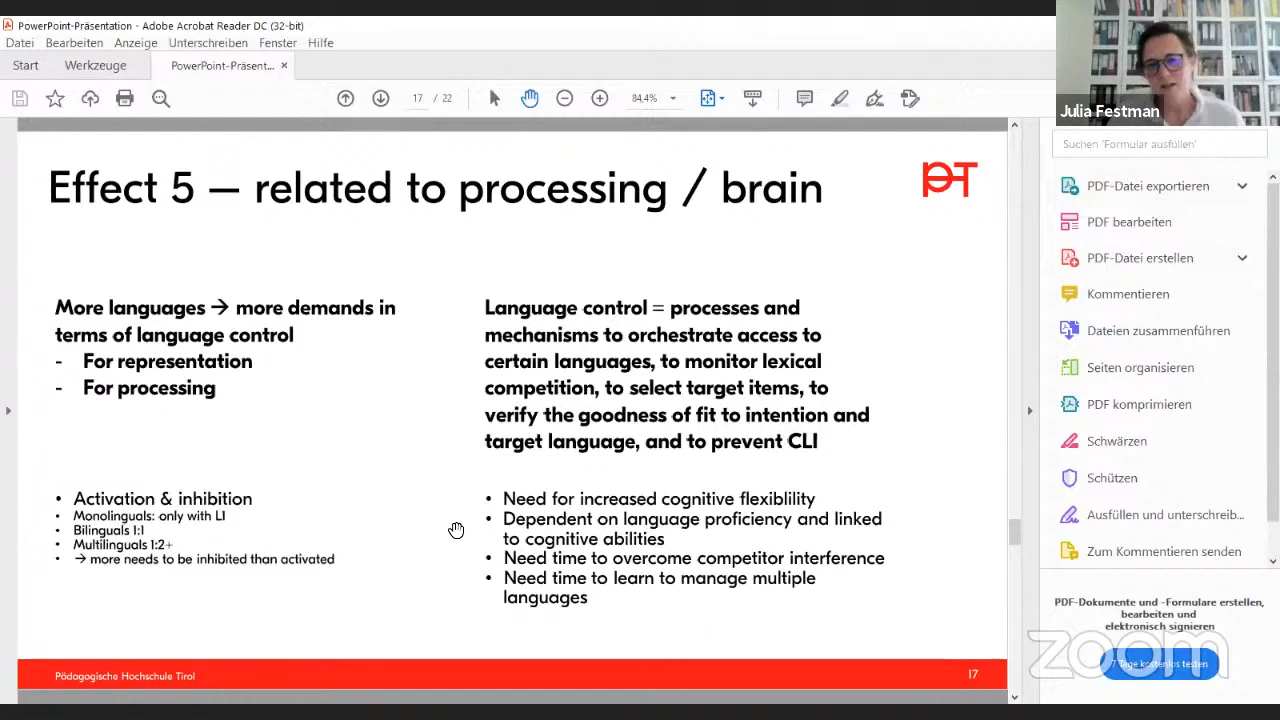 PowerPoint-Präsentation - Adobe Acrobat Reader DC (32-bit)
Datei Bearbeiten Anzeige Unterschreiben Fenster Hilfe
Start Werkzeuge PowerPoint-Präsent... ×
17 / 22 84,4%
Julia Festman
Effect 5 – related to processing / brain
PHT
More languages → more demands in
terms of language control
- For representation
- For processing
• Activation & inhibition
• Monolinguals: only with L1
• Bilinguals 1:1
• Multilinguals 1:2+
• → more needs to be inhibited than activated
Language control = processes and
mechanisms to orchestrate access to
certain languages, to monitor lexical
competition, to select target items, to
verify the goodness of fit to intention and
target language, and to prevent CLI
• Need for increased cognitive flexiblility
• Dependent on language proficiency and linked
to cognitive abilities
• Need time to overcome competitor interference
• Need time to learn to manage multiple
languages
Pädagogische Hochschule Tirol
17
Suchen 'Formular ausfüllen'
PDF-Datei exportieren
PDF bearbeiten
PDF-Datei erstellen
Kommentieren
Dateien zusammenführen
Seiten organisieren
PDF komprimieren
Schwärzen
Schützen
Ausfüllen und unterschreib...
Zum Kommentieren senden
PDF-Dokumente und -Formulare erstellen,
bearbeiten und
elektronisch signieren
7 Tage kostenlos testen
zoom